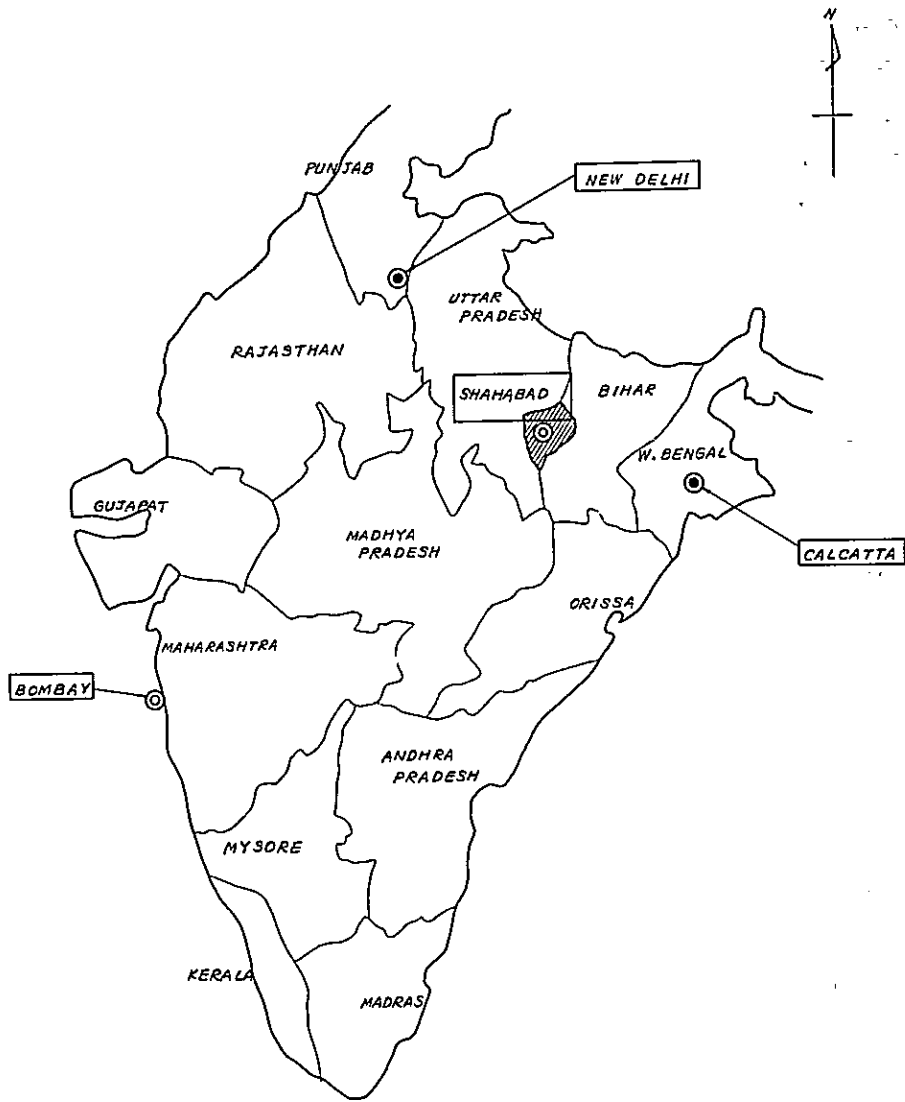 N
PUNJAB
NEW DELHI
UTTAR
PRADESH
RAJASTHAN
SHAHABAD
BIHAR
W. BENGAL
GUJAPAT
MADHYA
PRADESH
CALCATTA
ORISSA
MAHARASHTRA
BOMBAY
ANDHRA
PRADESH
MYSORE
KERALA
MADRAS